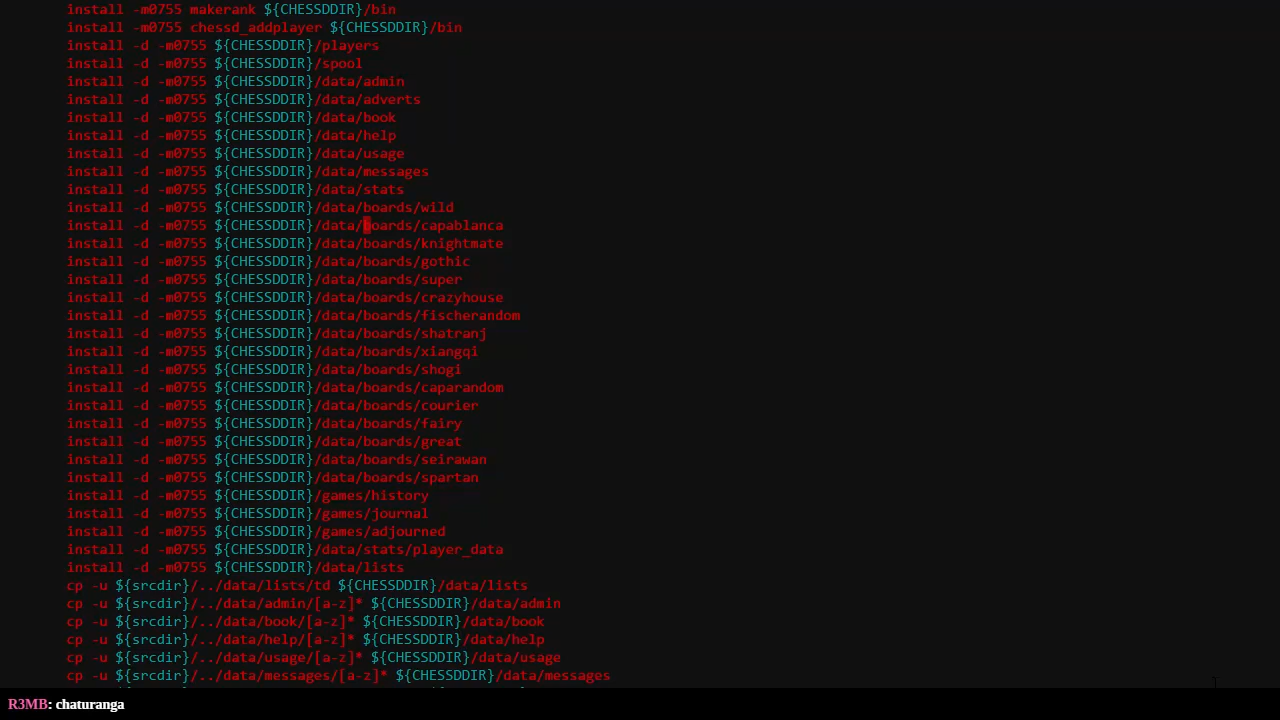 install -m0755 makerank ${CHESSDDIR}/bin
install -m0755 chessd_addplayer ${CHESSDDIR}/bin
install -d -m0755 ${CHESSDDIR}/players
install -d -m0755 ${CHESSDDIR}/spool
install -d -m0755 ${CHESSDDIR}/data/admin
install -d -m0755 ${CHESSDDIR}/data/adverts
install -d -m0755 ${CHESSDDIR}/data/book
install -d -m0755 ${CHESSDDIR}/data/help
install -d -m0755 ${CHESSDDIR}/data/usage
install -d -m0755 ${CHESSDDIR}/data/messages
install -d -m0755 ${CHESSDDIR}/data/stats
install -d -m0755 ${CHESSDDIR}/data/boards/wild
install -d -m0755 ${CHESSDDIR}/data/boards/capablanca
install -d -m0755 ${CHESSDDIR}/data/boards/knightmate
install -d -m0755 ${CHESSDDIR}/data/boards/gothic
install -d -m0755 ${CHESSDDIR}/data/boards/super
install -d -m0755 ${CHESSDDIR}/data/boards/crazyhouse
install -d -m0755 ${CHESSDDIR}/data/boards/fischerandom
install -d -m0755 ${CHESSDDIR}/data/boards/shatranj
install -d -m0755 ${CHESSDDIR}/data/boards/xiangqi
install -d -m0755 ${CHESSDDIR}/data/boards/shogi
install -d -m0755 ${CHESSDDIR}/data/boards/caparandom
install -d -m0755 ${CHESSDDIR}/data/boards/courier
install -d -m0755 ${CHESSDDIR}/data/boards/fairy
install -d -m0755 ${CHESSDDIR}/data/boards/great
install -d -m0755 ${CHESSDDIR}/data/boards/seirawan
install -d -m0755 ${CHESSDDIR}/data/boards/spartan
install -d -m0755 ${CHESSDDIR}/games/history
install -d -m0755 ${CHESSDDIR}/games/journal
install -d -m0755 ${CHESSDDIR}/games/adjourned
install -d -m0755 ${CHESSDDIR}/data/stats/player_data
install -d -m0755 ${CHESSDDIR}/data/lists
cp -u ${srcdir}/../data/lists/td ${CHESSDDIR}/data/lists
cp -u ${srcdir}/../data/admin/[a-z]* ${CHESSDDIR}/data/admin
cp -u ${srcdir}/../data/book/[a-z]* ${CHESSDDIR}/data/book
cp -u ${srcdir}/../data/help/[a-z]* ${CHESSDDIR}/data/help
cp -u ${srcdir}/../data/usage/[a-z]* ${CHESSDDIR}/data/usage
cp -u ${srcdir}/../data/messages/[a-z]* ${CHESSDDIR}/data/messages
R3MB: chaturanga